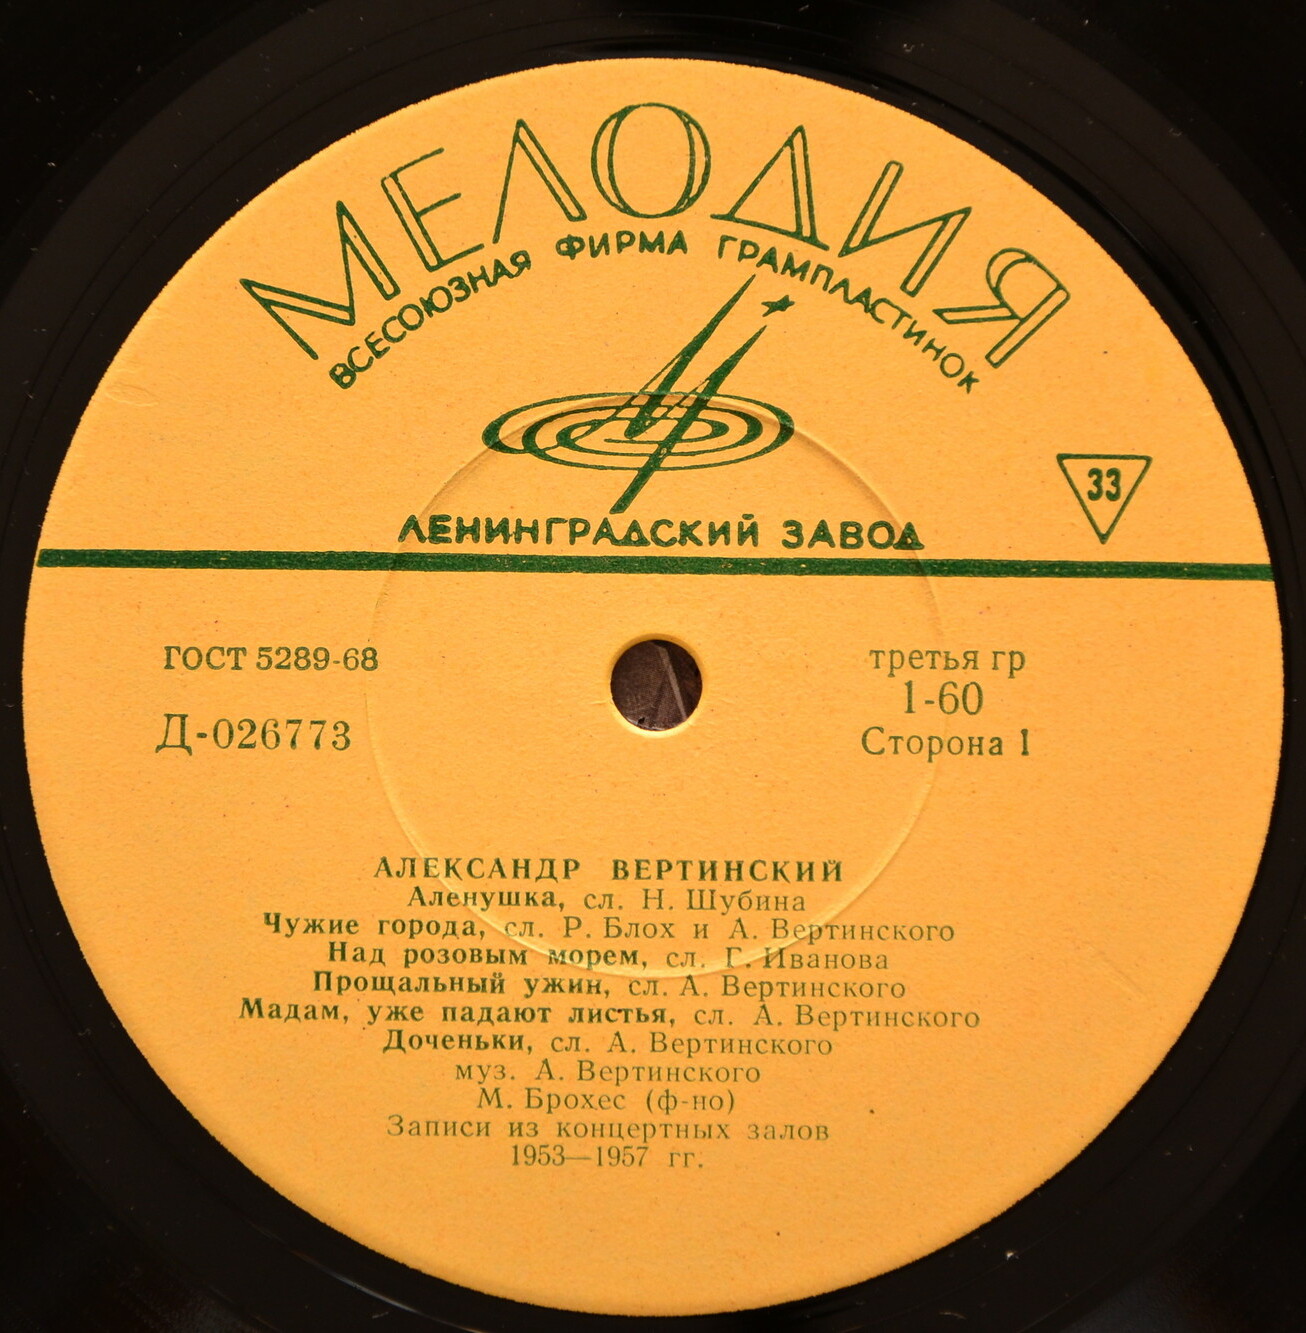 МЕЛОДИЯ
ВСЕСОЮЗНАЯ ФИРМА ГРАМПЛАСТИНОК
33
ЛЕНИНГРАДСКИЙ ЗАВОД
ГОСТ 5289-68
третья гр
1-60
Д-026773
Сторона 1
АЛЕКСАНДР ВЕРТИНСКИЙ
Аленушка, сл. Н. Шубина
Чужие города, сл. Р. Блох и А. Вертинского
Над розовым морем, сл. Г. Иванова
Прощальный ужин, сл. А. Вертинского
Мадам, уже падают листья, сл. А. Вертинского
Доченьки, сл. А. Вертинского
муз. А. Вертинского
М. Брохес (ф-но)
Записи из концертных залов
1953—1957 гг.